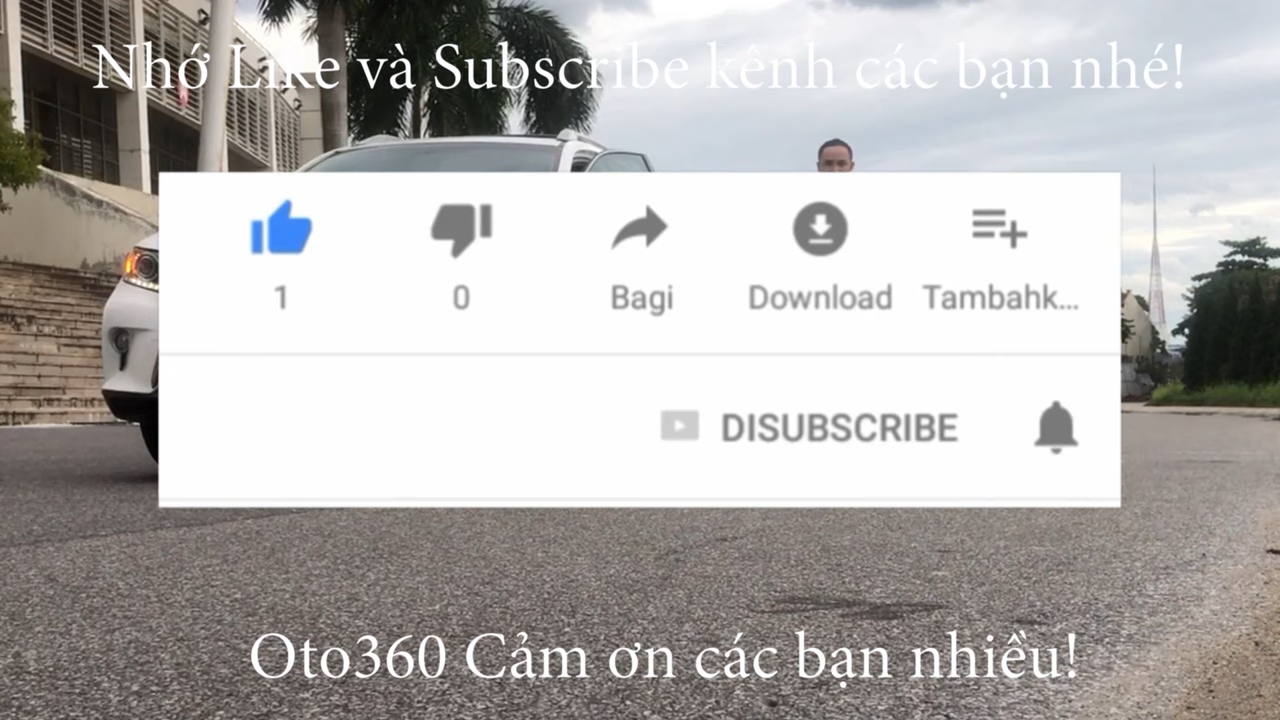 Nhớ Like và Subscribe kênh các bạn nhé!
1 0 Bagi Download Tambahk...
DISUBSCRIBE
Oto360 Cảm ơn các bạn nhiều!